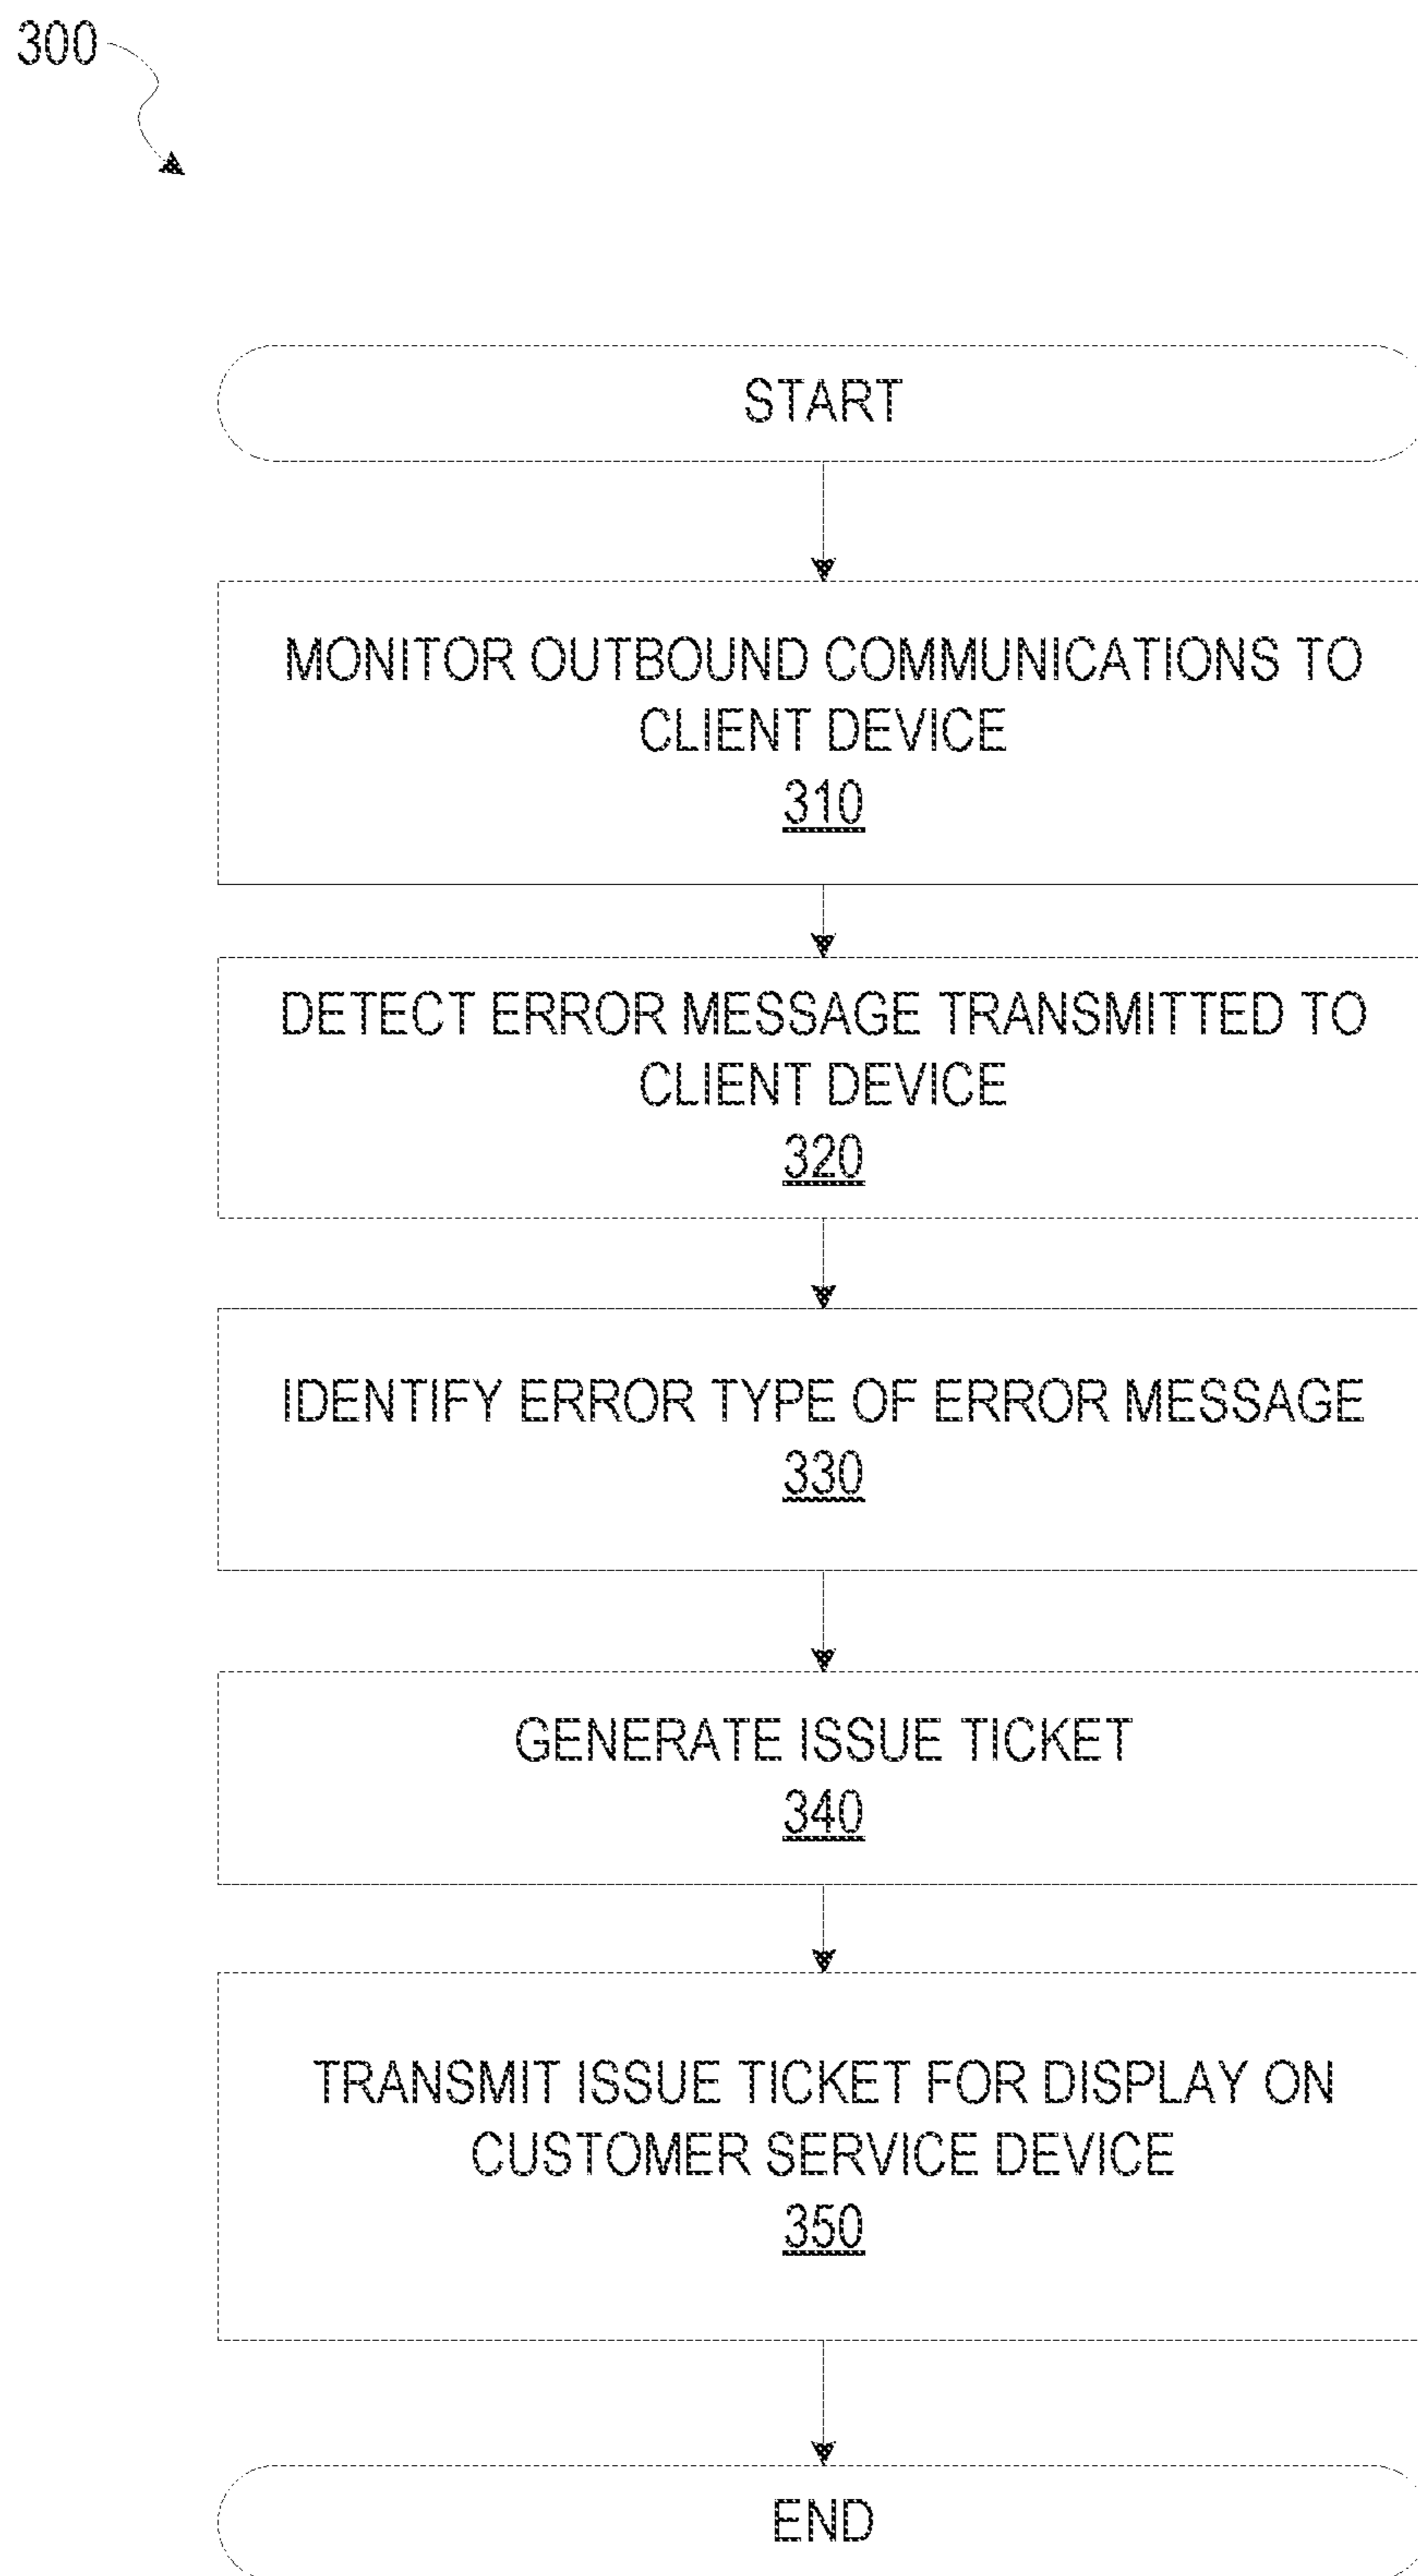 300
START
MONITOR OUTBOUND COMMUNICATIONS TO
CLIENT DEVICE
310
DETECT ERROR MESSAGE TRANSMITTED TO
CLIENT DEVICE
320
IDENTIFY ERROR TYPE OF ERROR MESSAGE
330
GENERATE ISSUE TICKET
340
TRANSMIT ISSUE TICKET FOR DISPLAY ON
CUSTOMER SERVICE DEVICE
350
END